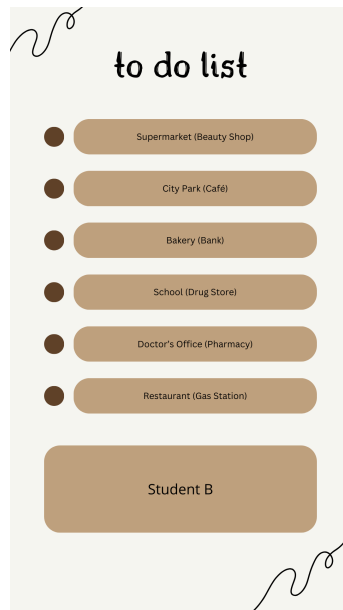 to do list
Supermarket (Beauty Shop)
City Park (Café)
Bakery (Bank)
School (Drug Store)
Doctor's Office (Pharmacy)
Restaurant (Gas Station)
Student B